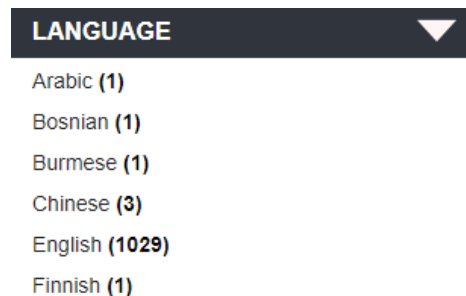 LANGUAGE
Arabic (1)
Bosnian (1)
Burmese (1)
Chinese (3)
English (1029)
Finnish (1)